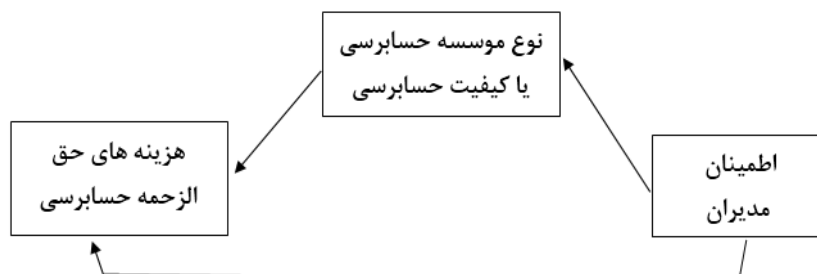 نوع موسسه حسابرسی
یا کیفیت حسابرسی
اطمینان
مدیران
هزینه های حق
الزحمه حسابرسی